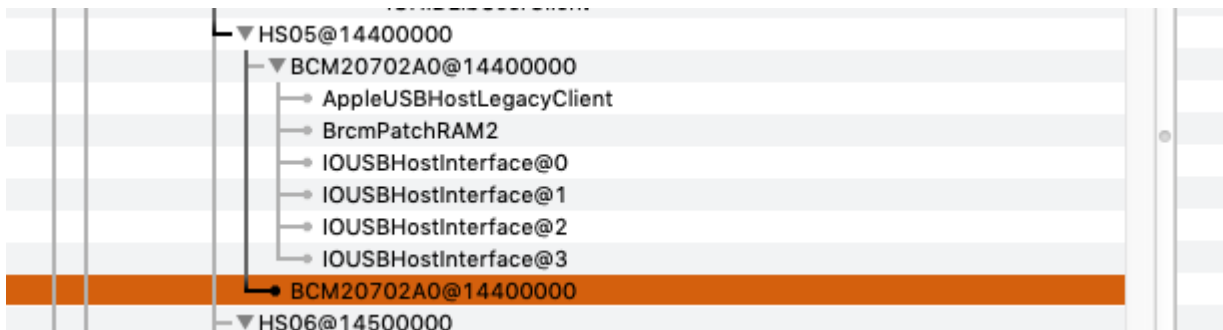 HS05@14400000
BCM20702A0@14400000
AppleUSBHostLegacyClient
BrcmPatchRAM2
IOUSBHostInterface@0
IOUSBHostInterface@1
IOUSBHostInterface@2
IOUSBHostInterface@3
BCM20702A0@14400000
HS06@14500000